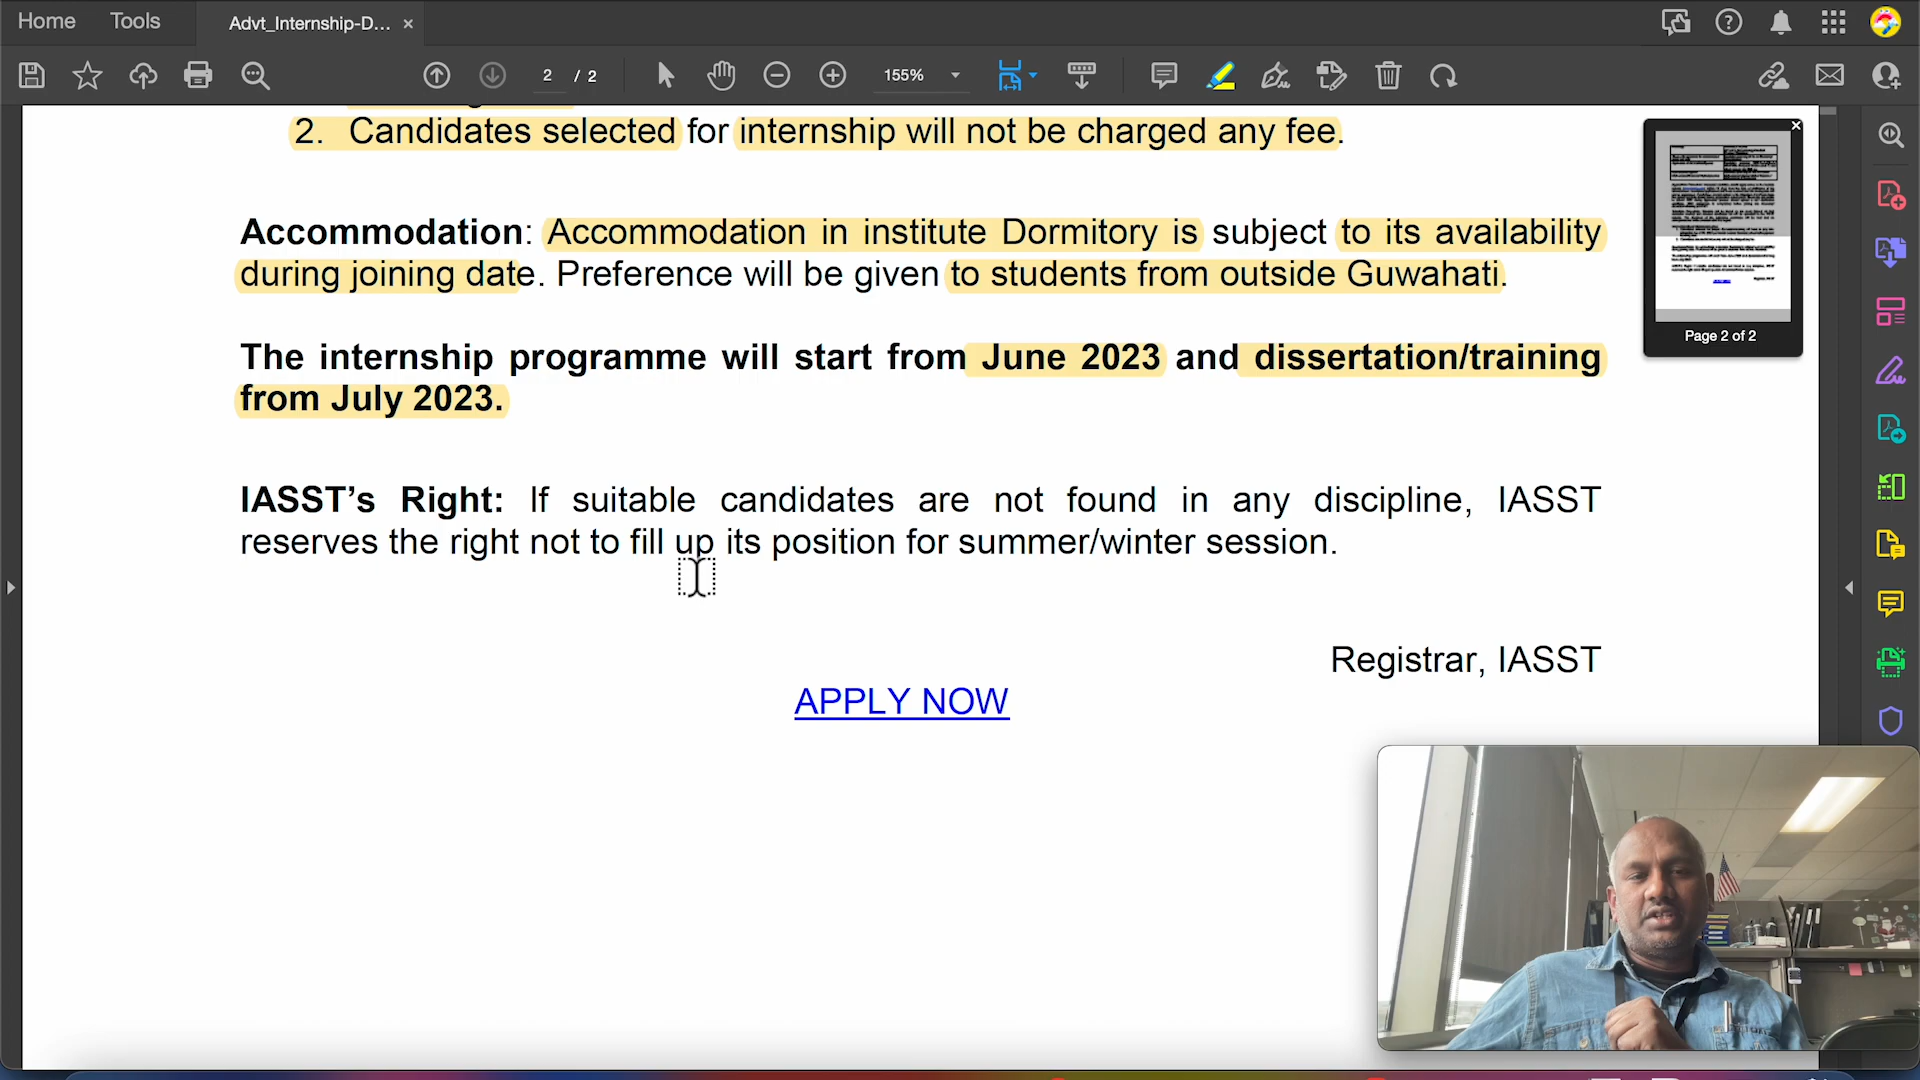 Home Tools Advt_Internship-D... ×
2 / 2 155%
2. Candidates selected for internship will not be charged any fee.
Accommodation: Accommodation in institute Dormitory is subject to its availability
during joining date. Preference will be given to students from outside Guwahati.
The internship programme will start from June 2023 and dissertation/training
from July 2023.
IASST’s Right: If suitable candidates are not found in any discipline, IASST
reserves the right not to fill up its position for summer/winter session.
Registrar, IASST
APPLY NOW
Page 2 of 2